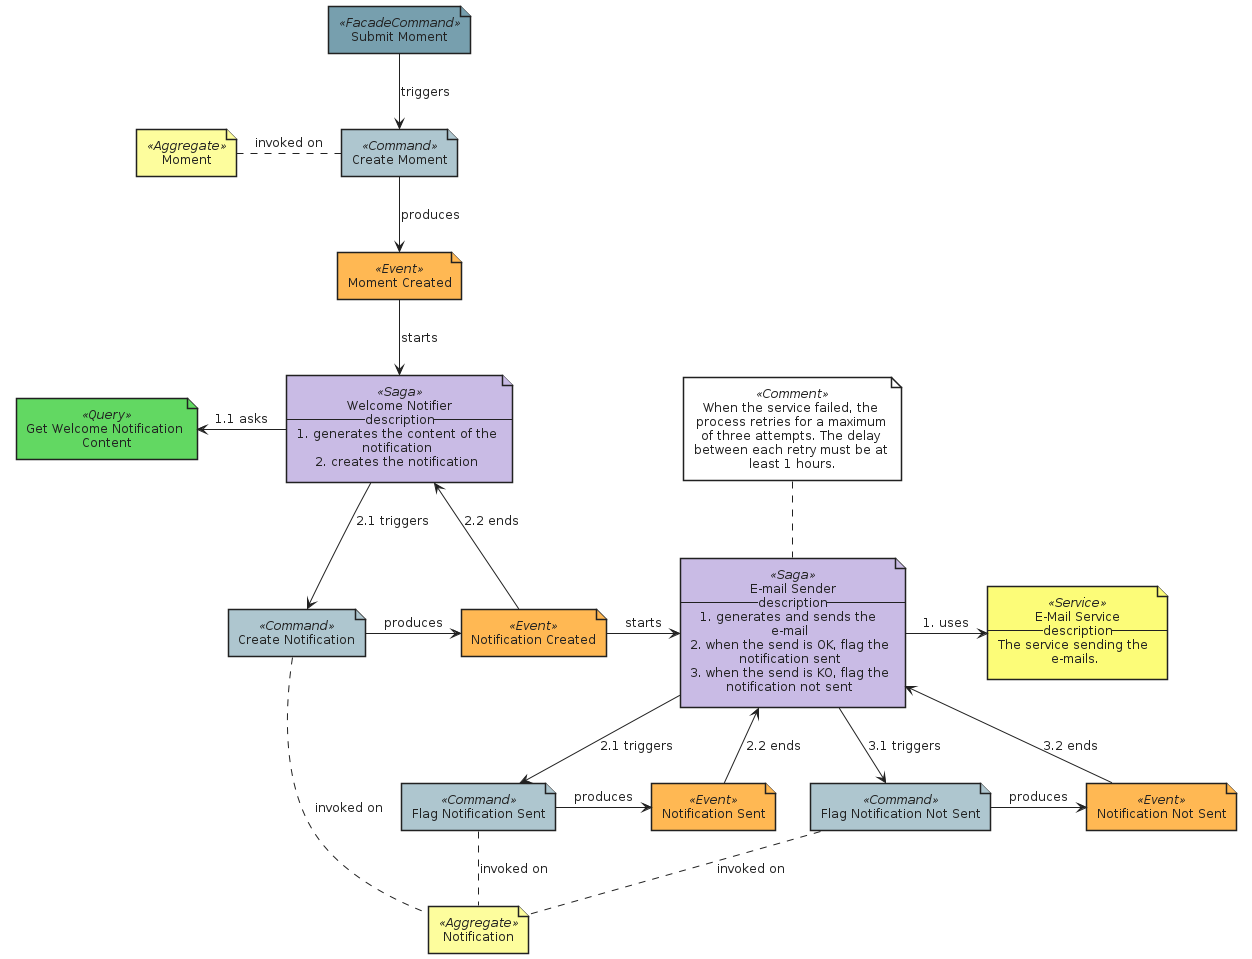 «FacadeCommand»
Submit Moment
triggers
«Aggregate»
Moment
invoked on
«Command»
Create Moment
produces
«Event»
Moment Created
starts
«Query»
Get Welcome Notification
Content
1.1 asks
«Saga»
Welcome Notifier
description
1. generates the content of the
notification
2. creates the notification
«Comment»
When the service failed, the
process retries for a maximum
of three attempts. The delay
between each retry must be at
least 1 hours.
2.1 triggers
2.2 ends
«Command»
Create Notification
produces
«Event»
Notification Created
starts
«Saga»
E-mail Sender
description
1. generates and sends the
e-mail
2. when the send is OK, flag the
notification sent
3. when the send is KO, flag the
notification not sent
1. uses
«Service»
E-Mail Service
description
The service sending the
e-mails.
2.1 triggers
2.2 ends
3.1 triggers
3.2 ends
«Command»
Flag Notification Sent
produces
«Event»
Notification Sent
«Command»
Flag Notification Not Sent
produces
«Event»
Notification Not Sent
invoked on
invoked on
invoked on
«Aggregate»
Notification